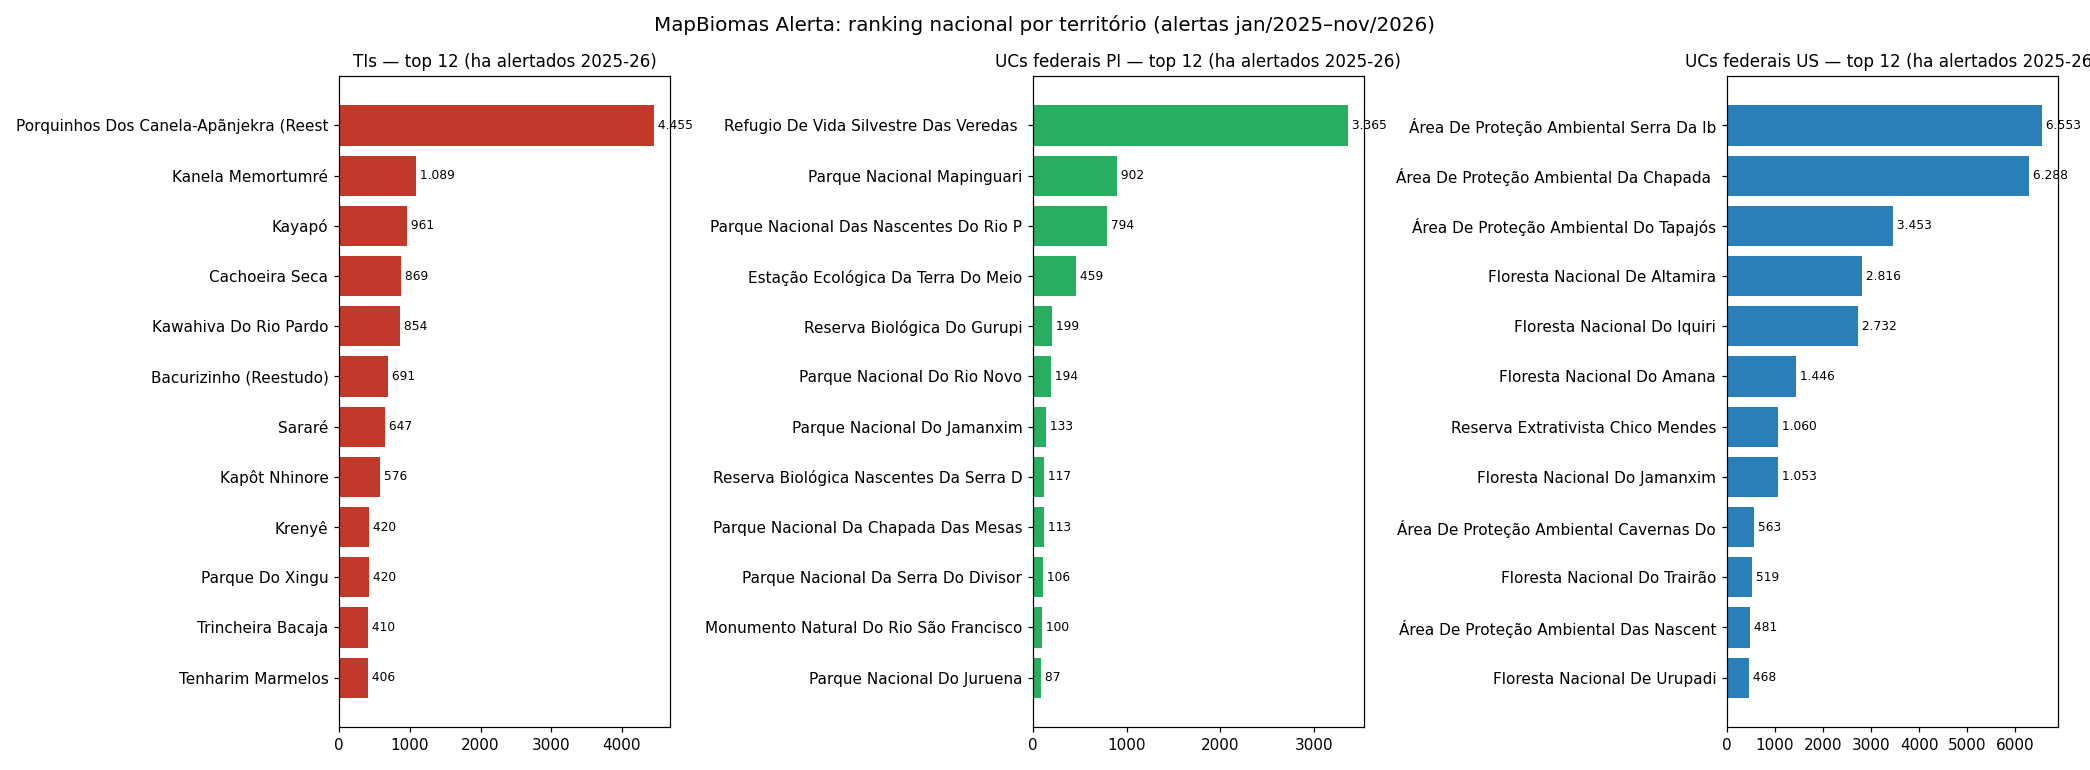 MapBiomas Alerta: ranking nacional por território (alertas jan/2025–nov/2026)
TIs — top 12 (ha alertados 2025-26)
Porquinhos Dos Canela-Apãnjekra (Reest 4.455
Kanela Memortumré 1.089
Kayapó 961
Cachoeira Seca 869
Kawahiva Do Rio Pardo 854
Bacurizinho (Reestudo) 691
Sararé 647
Kapôt Nhinore 576
Krenyê 420
Parque Do Xingu 420
Trincheira Bacaja 410
Tenharim Marmelos 406
0 1000 2000 3000 4000
UCs federais PI — top 12 (ha alertados 2025-26)
Refugio De Vida Silvestre Das Veredas 3.365
Parque Nacional Mapinguari 902
Parque Nacional Das Nascentes Do Rio P 794
Estação Ecológica Da Terra Do Meio 459
Reserva Biológica Do Gurupi 199
Parque Nacional Do Rio Novo 194
Parque Nacional Do Jamanxim 133
Reserva Biológica Nascentes Da Serra D 117
Parque Nacional Da Chapada Das Mesas 113
Parque Nacional Da Serra Do Divisor 106
Monumento Natural Do Rio São Francisco 100
Parque Nacional Do Juruena 87
0 1000 2000 3000
UCs federais US — top 12 (ha alertados 2025-26
Área De Proteção Ambiental Serra Da Ib 6.553
Área De Proteção Ambiental Da Chapada 6.288
Área De Proteção Ambiental Do Tapajós 3.453
Floresta Nacional De Altamira 2.816
Floresta Nacional Do Iquiri 2.732
Floresta Nacional Do Amana 1.446
Reserva Extrativista Chico Mendes 1.060
Floresta Nacional Do Jamanxim 1.053
Área De Proteção Ambiental Cavernas Do 563
Floresta Nacional Do Trairão 519
Área De Proteção Ambiental Das Nascent 481
Floresta Nacional De Urupadi 468
0 1000 2000 3000 4000 5000 6000